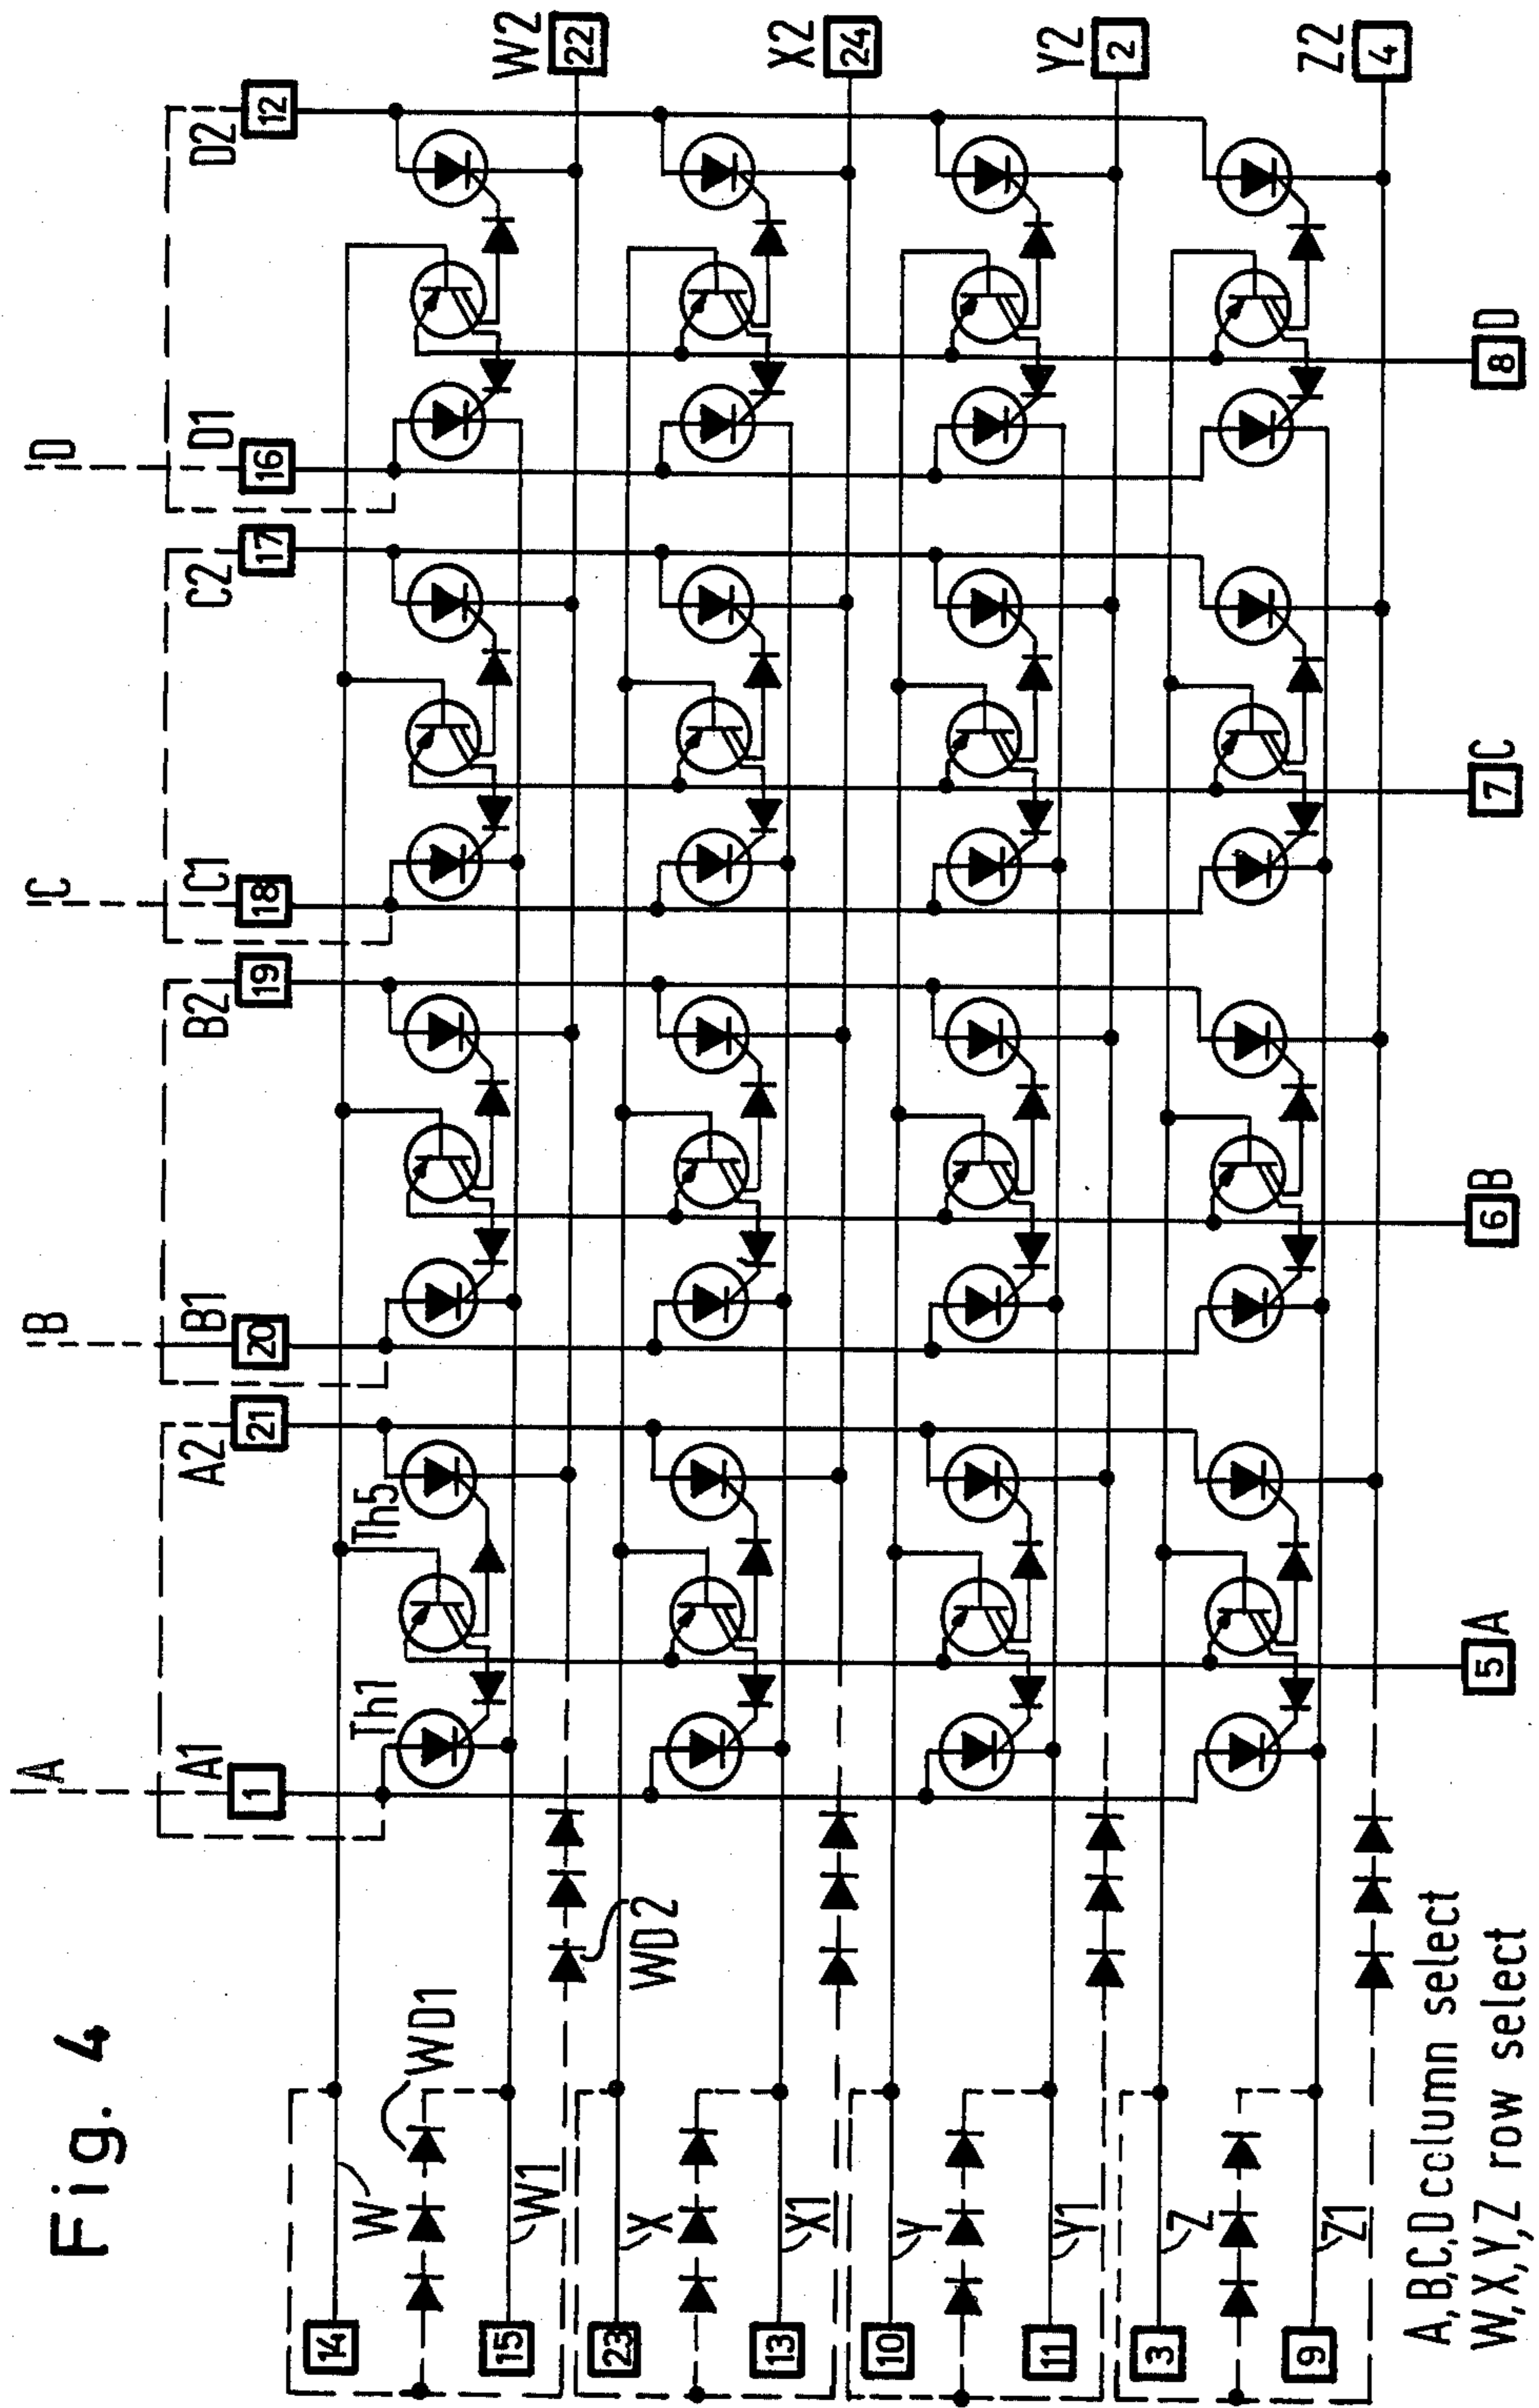 Fig. 4
A
B
C
D
A1
A2
B1
B2
C1
C2
D1
D2
1
21
20
19
18
17
16
12
14
W
WD1
Th1
Th5
15
W1
WD2
W2
22
23
X
13
X1
X2
24
10
Y
11
Y1
Y2
2
3
Z
9
Z1
Z2
4
5 A
6 B
7 C
8 D
A,B,C,D column select
W,X,Y,Z row select